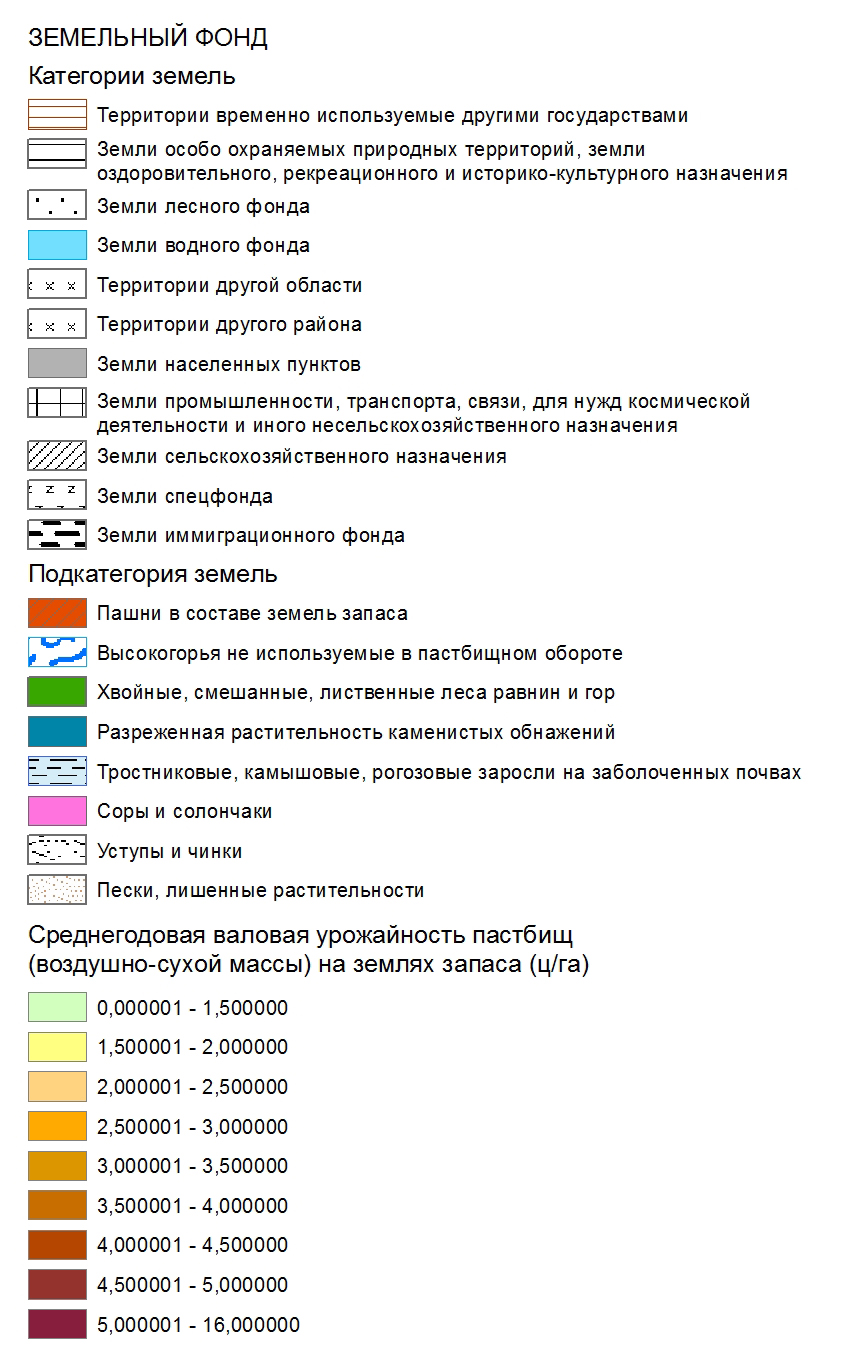 ЗЕМЕЛЬНЫЙ ФОНД
Категории земель
Территории временно используемые другими государствами
Земли особо охраняемых природных территорий, земли
оздоровительного, рекреационного и историко-культурного назначения
Земли лесного фонда
Земли водного фонда
Территории другой области
Территории другого района
Земли населенных пунктов
Земли промышленности, транспорта, связи, для нужд космической
деятельности и иного несельскохозяйственного назначения
Земли сельскохозяйственного назначения
Земли спецфонда
Земли иммиграционного фонда
Подкатегория земель
Пашни в составе земель запаса
Высокогорья не используемые в пастбищном обороте
Хвойные, смешанные, лиственные леса равнин и гор
Разреженная растительность каменистых обнажений
Тростниковые, камышовые, рогозовые заросли на заболоченных почвах
Соры и солончаки
Уступы и чинки
Пески, лишенные растительности
Среднегодовая валовая урожайность пастбищ
(воздушно-сухой массы) на землях запаса (ц/га)
0,000001 - 1,500000
1,500001 - 2,000000
2,000001 - 2,500000
2,500001 - 3,000000
3,000001 - 3,500000
3,500001 - 4,000000
4,000001 - 4,500000
4,500001 - 5,000000
5,000001 - 16,000000